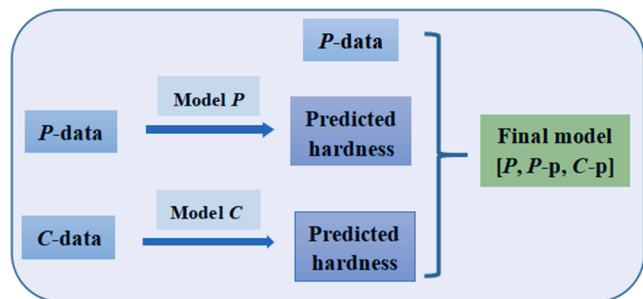 P-data
Model P
P-data
Predicted
hardness
Final model
[P, P-p, C-p]
Model C
C-data
Predicted
hardness